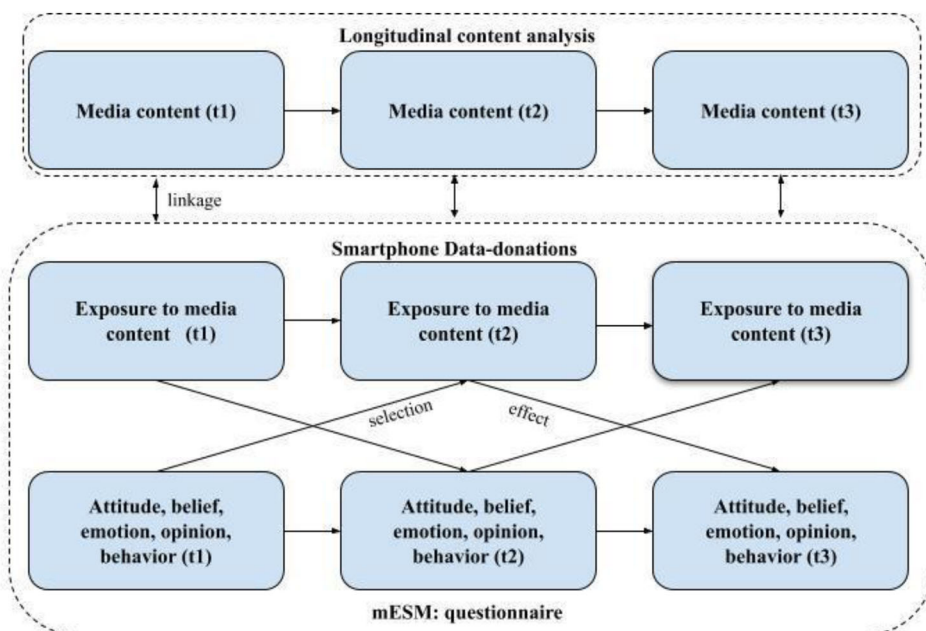 Longitudinal content analysis
Media content (t1)
Media content (t2)
Media content (t3)
linkage
Smartphone Data-donations
Exposure to media
content (t1)
Exposure to media
content (t2)
Exposure to media
content (t3)
selection
effect
Attitude, belief,
emotion, opinion,
behavior (t1)
Attitude, belief,
emotion, opinion,
behavior (t2)
Attitude, belief,
emotion, opinion,
behavior (t3)
mESM: questionnaire